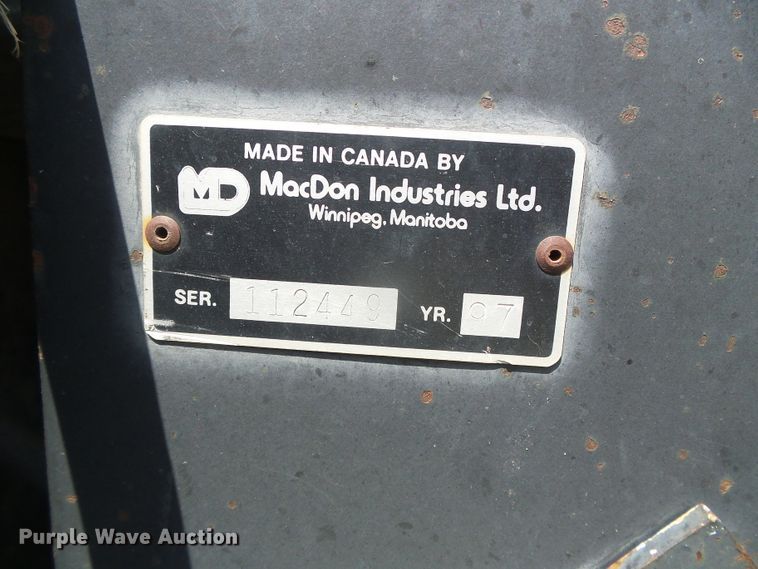 MADE IN CANADA BY
MD MacDon Industries Ltd.
Winnipeg, Manitoba
SER. 112449 YR. 97
Purple Wave Auction